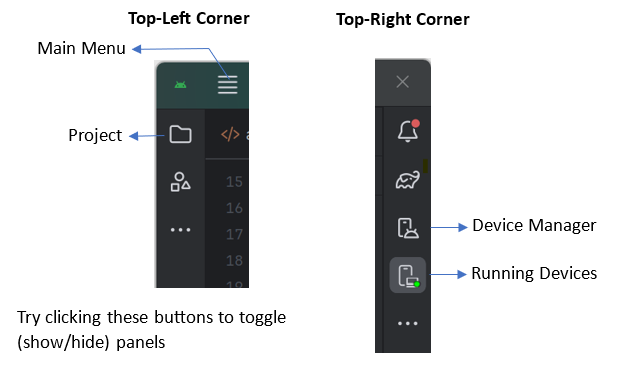 Top-Left Corner
Top-Right Corner
Main Menu
Project
</> a
15
16
17
18
19
Device Manager
Running Devices
Try clicking these buttons to toggle
(show/hide) panels